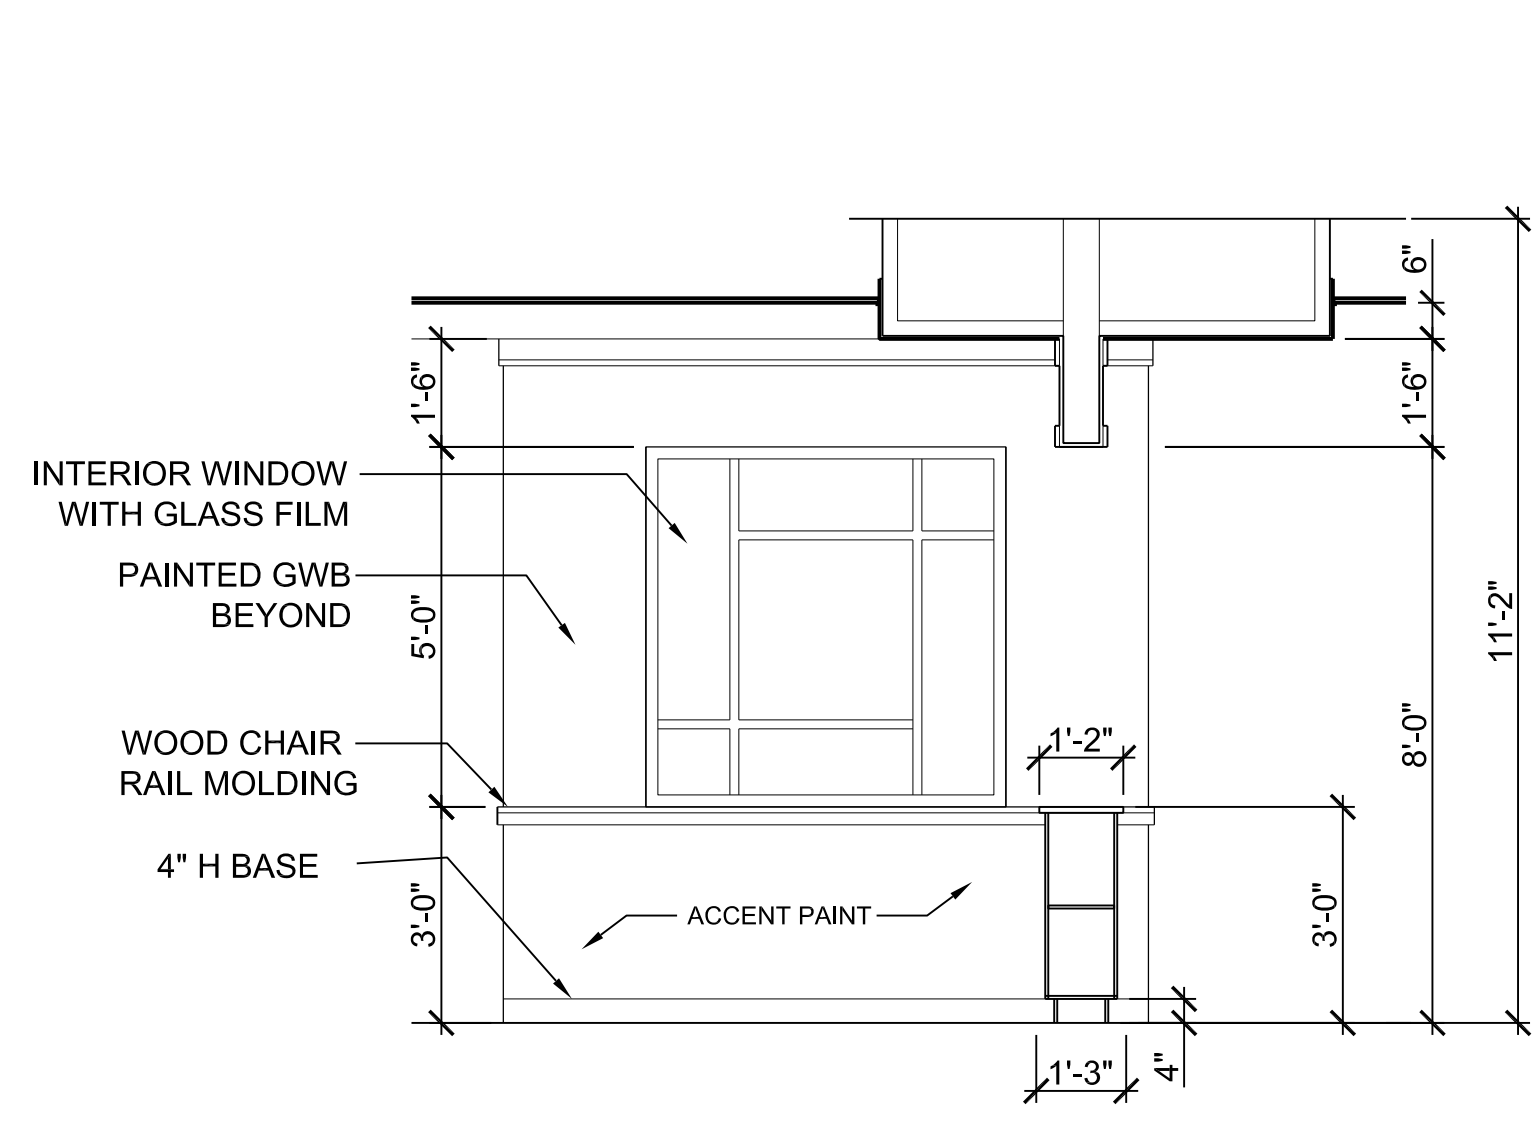 6"
1'-6"
1'-6"
INTERIOR WINDOW
WITH GLASS FILM
PAINTED GWB
BEYOND
5'-0"
11'-2"
8'-0"
WOOD CHAIR
RAIL MOLDING
1'-2"
4" H BASE
3'-0"
ACCENT PAINT
3'-0"
1'-3"
4"